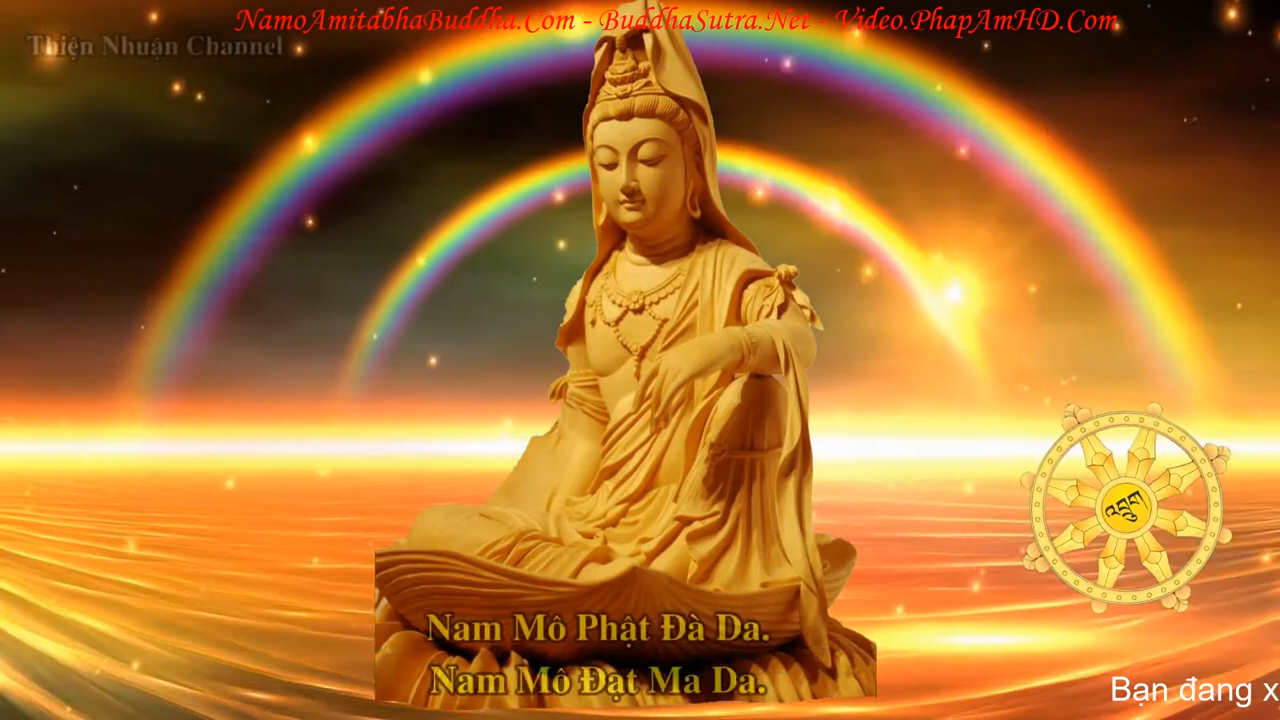 NamoAmitabhaBuddha.Com - BuddhaSutra.Net - Video.PhapAmHD.Com
Thiện Nhuận Channel
Nam Mô Phật Đà Da.
Nam Mô Đạt Ma Da.
Bạn đang x